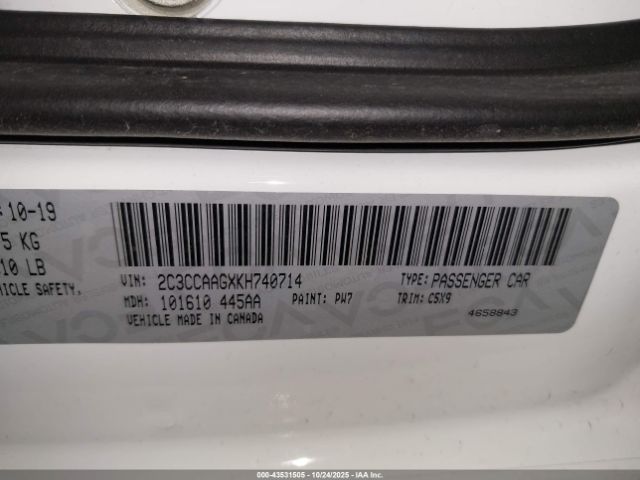 10-19
5 KG
10 LB
HICLE SAFETY,
VIN: 2C3CCAAGXKH740714 TYPE: PASSENGER CAR
MDH: 101610 445AA PAINT: PW7 TRIM: C5X9
VEHICLE MADE IN CANADA 4658843
000-43531505 - 10/24/2025 - IAA Inc.